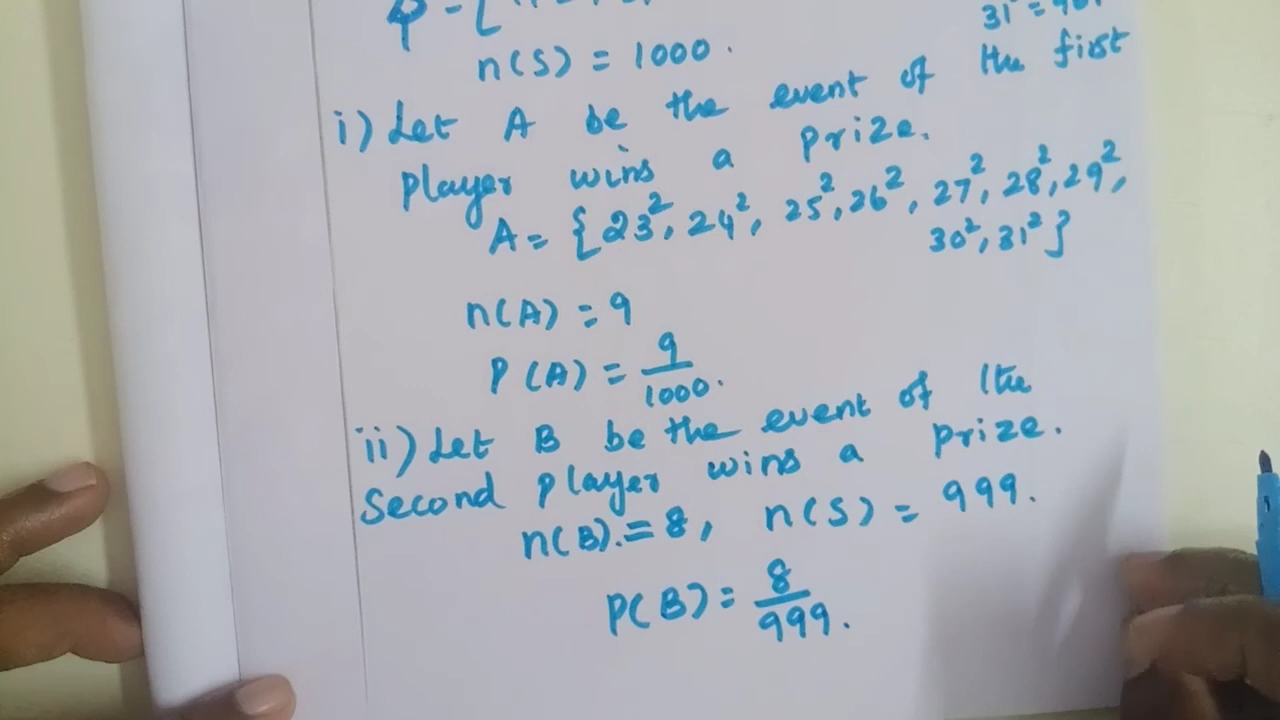 n(S) = 1000.
i) Let A be the event of the first
player wins a prize.
A = {23², 24², 25², 26², 27², 28², 29²,
30², 31²}
n(A) = 9
P(A) = 9/1000.
ii) Let B be the event of the
second player wins a prize.
n(B) = 8, n(S) = 999.
P(B) = 8/999.